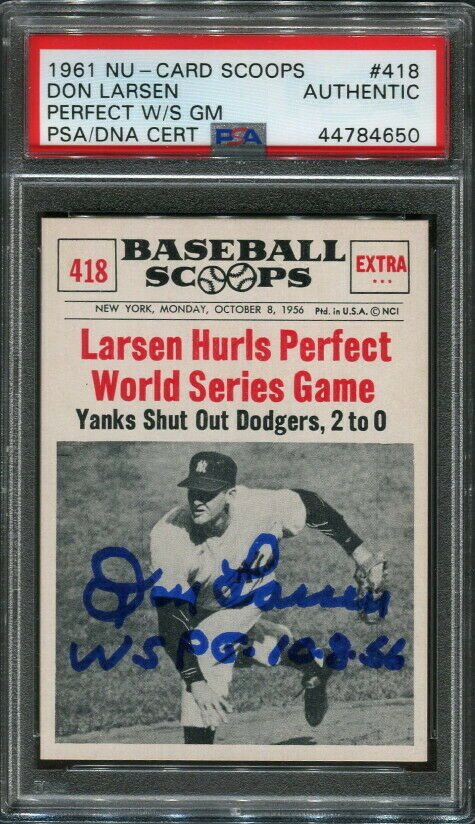 1961 NU-CARD SCOOPS #418
DON LARSEN AUTHENTIC
PERFECT W/S GM
PSA/DNA CERT PSA 44784650
418 BASEBALL SCOOPS EXTRA ...
NEW YORK, MONDAY, OCTOBER 8, 1956 Ptd. in U.S.A. © NCI
Larsen Hurls Perfect
World Series Game
Yanks Shut Out Dodgers, 2 to 0
NY
Don Larsen
WSPG. 10-8-56